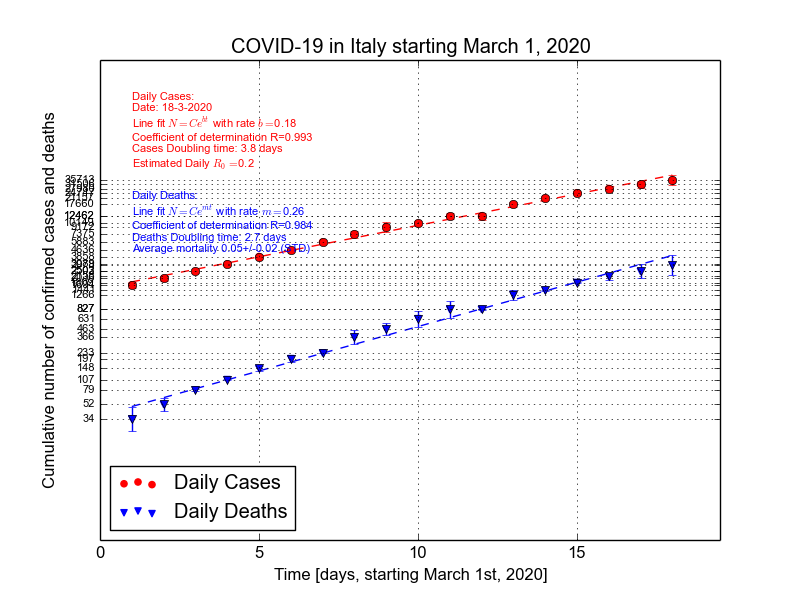 COVID-19 in Italy starting March 1, 2020
Cumulative number of confirmed cases and deaths
Daily Cases:
Date: 18-3-2020
Line fit N = Ce^{bt} with rate b = 0.18
Coefficient of determination R=0.993
Cases Doubling time: 3.8 days
Estimated Daily R_0 = 0.2
Daily Deaths:
Line fit N = Ce^{mt} with rate m = 0.26
Coefficient of determination R=0.984
Deaths Doubling time: 2.7 days
Average mortality 0.05+/-0.02 (STD)
35713
17660
12462
9172
7375
5883
4636
3858
1266
827
631
463
366
233
197
148
107
79
52
34
Daily Cases
Daily Deaths
0
5
10
15
Time [days, starting March 1st, 2020]